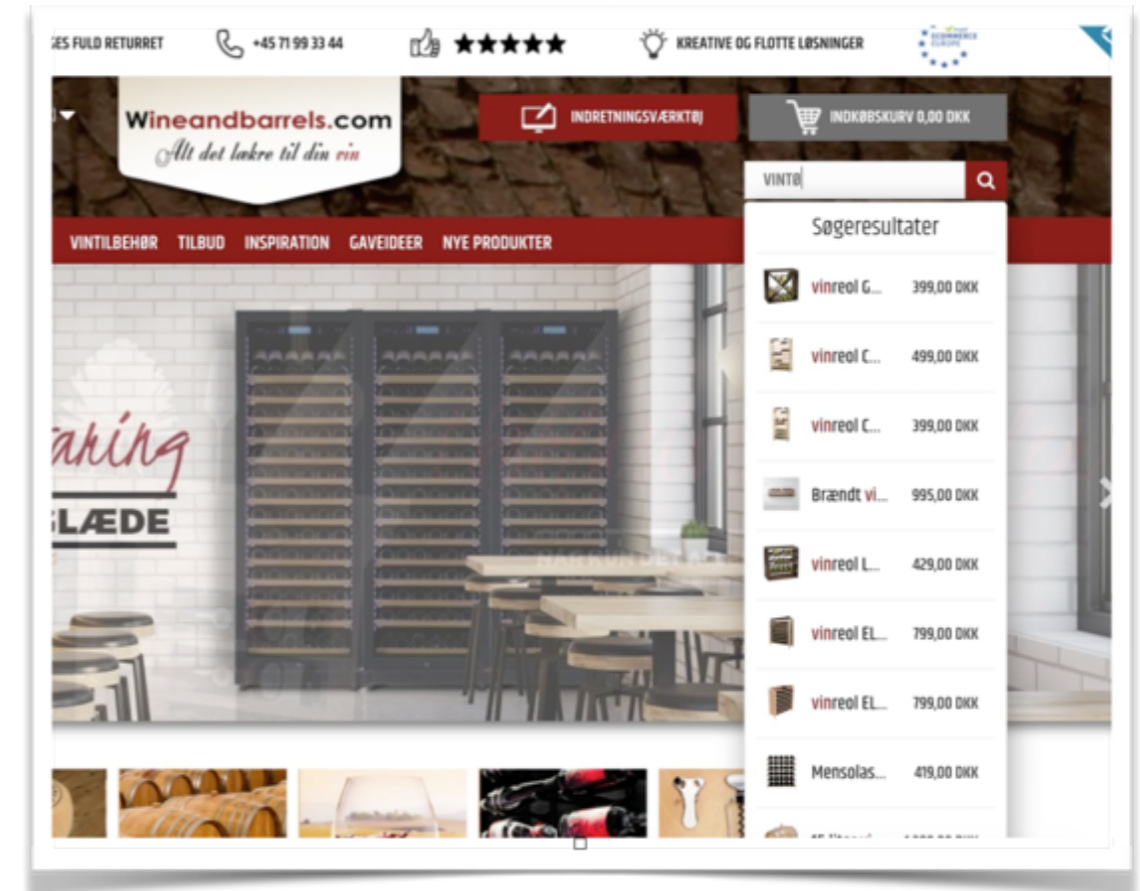 GES FULD RETURRET
+45 71 99 33 44
KREATIVE OG FLOTTE LØSNINGER
ECOMMERCE
EUROPE
Wineandbarrels.com
Alt det lækre til din vin
INDRETNINGSVÆRKTØJ
INDKØBSKURV 0,00 DKK
VINTØ
VINTILBEHØR TILBUD INSPIRATION GAVEIDEER NYE PRODUKTER
Søgeresultater
vinreol G... 399,00 DKK
vinreol C... 499,00 DKK
vinreol C... 399,00 DKK
Brændt vi... 995,00 DKK
vinreol L... 429,00 DKK
vinreol EL... 799,00 DKK
vinreol EL... 799,00 DKK
Mensolas... 419,00 DKK
LÆDE